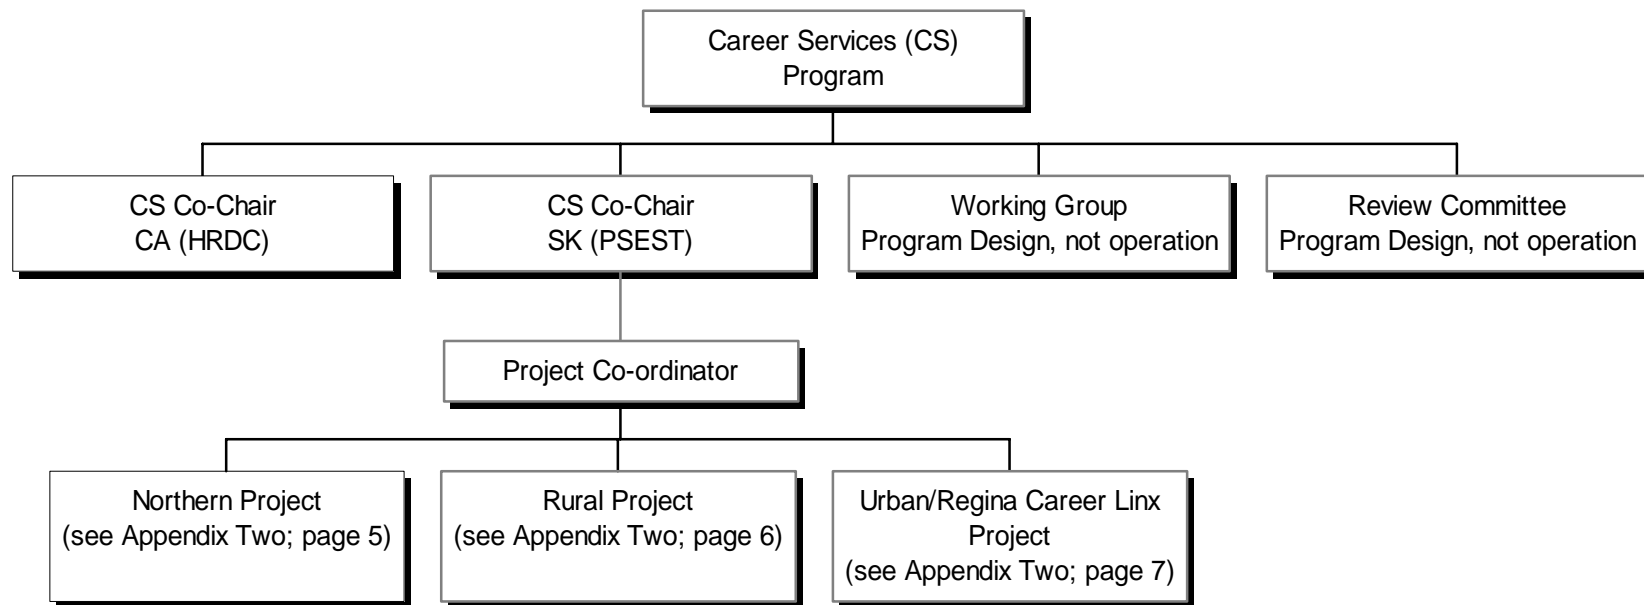 Career Services (CS)
Program
CS Co-Chair
CA (HRDC)
CS Co-Chair
SK (PSEST)
Working Group
Program Design, not operation
Review Committee
Program Design, not operation
Project Co-ordinator
Northern Project
(see Appendix Two; page 5)
Rural Project
(see Appendix Two; page 6)
Urban/Regina Career Linx
Project
(see Appendix Two; page 7)